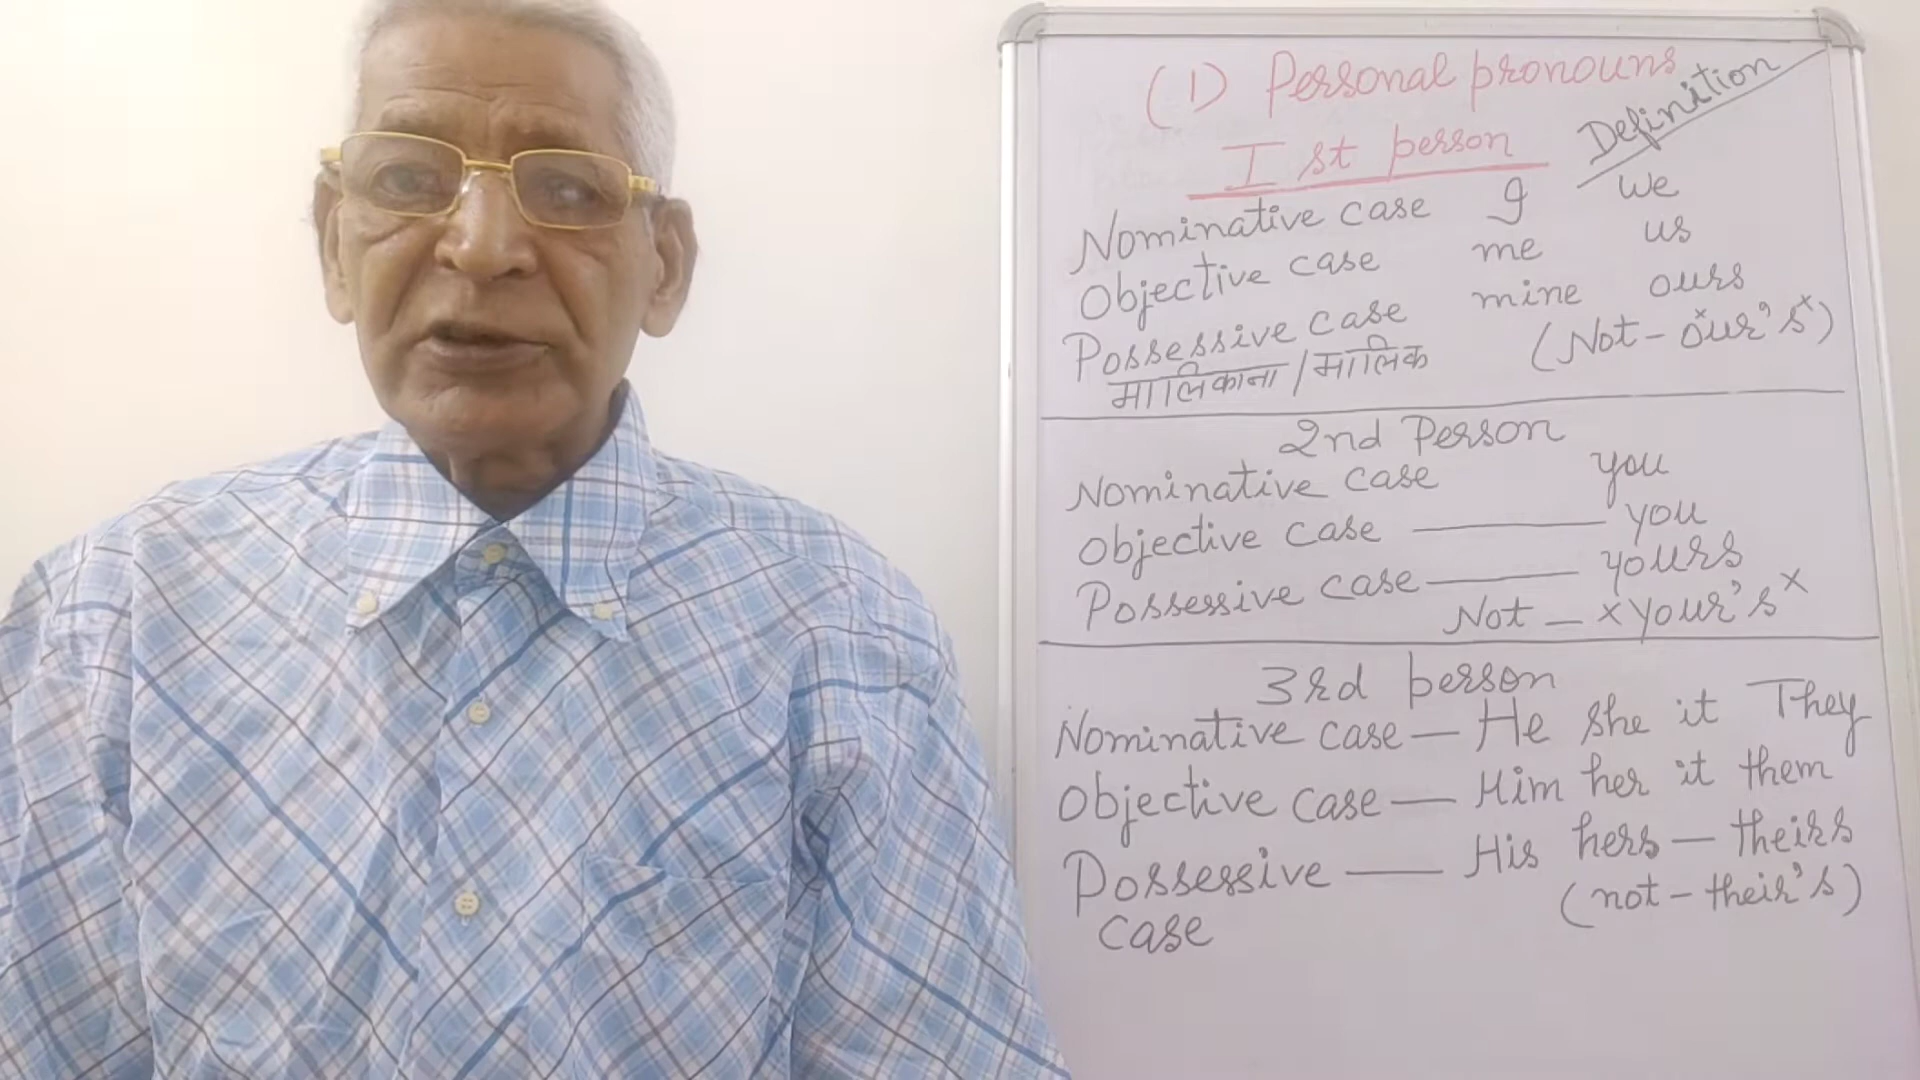 (1) Personal pronouns
Definition
Ist person
Nominative case I we
Objective case me us
Possessive case mine ours
मालिकाना / मालिक (Not - xour'sx)
2nd Person
Nominative case you
Objective case —— you
Possessive case —— yours
Not — x your's x
3rd person
Nominative case — He she it They
Objective case — Him her it them
Possessive —— His hers — theirs
case (not - their's)